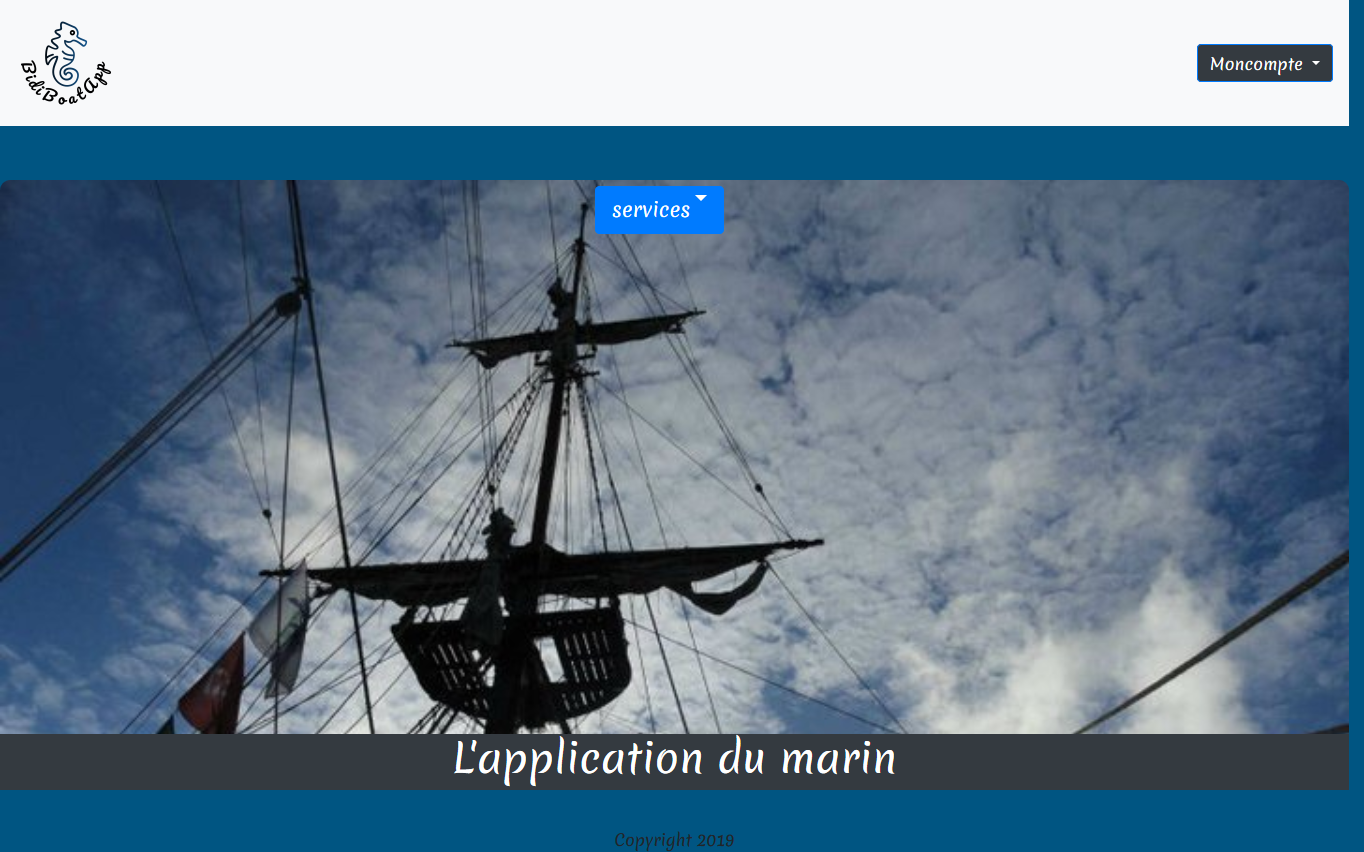 BidiBoatApp
Moncompte
services
L'application du marin
Copyright 2019